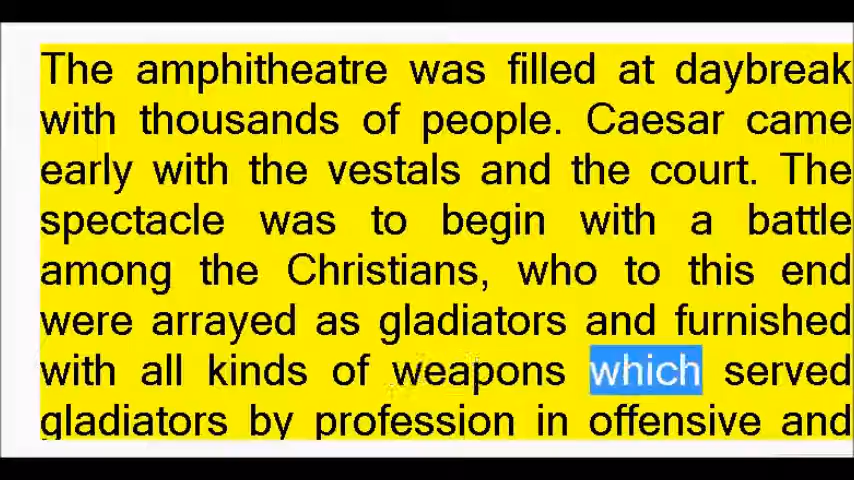 The amphitheatre was filled at daybreak
with thousands of people. Caesar came
early with the vestals and the court. The
spectacle was to begin with a battle
among the Christians, who to this end
were arrayed as gladiators and furnished
with all kinds of weapons which served
gladiators by profession in offensive and